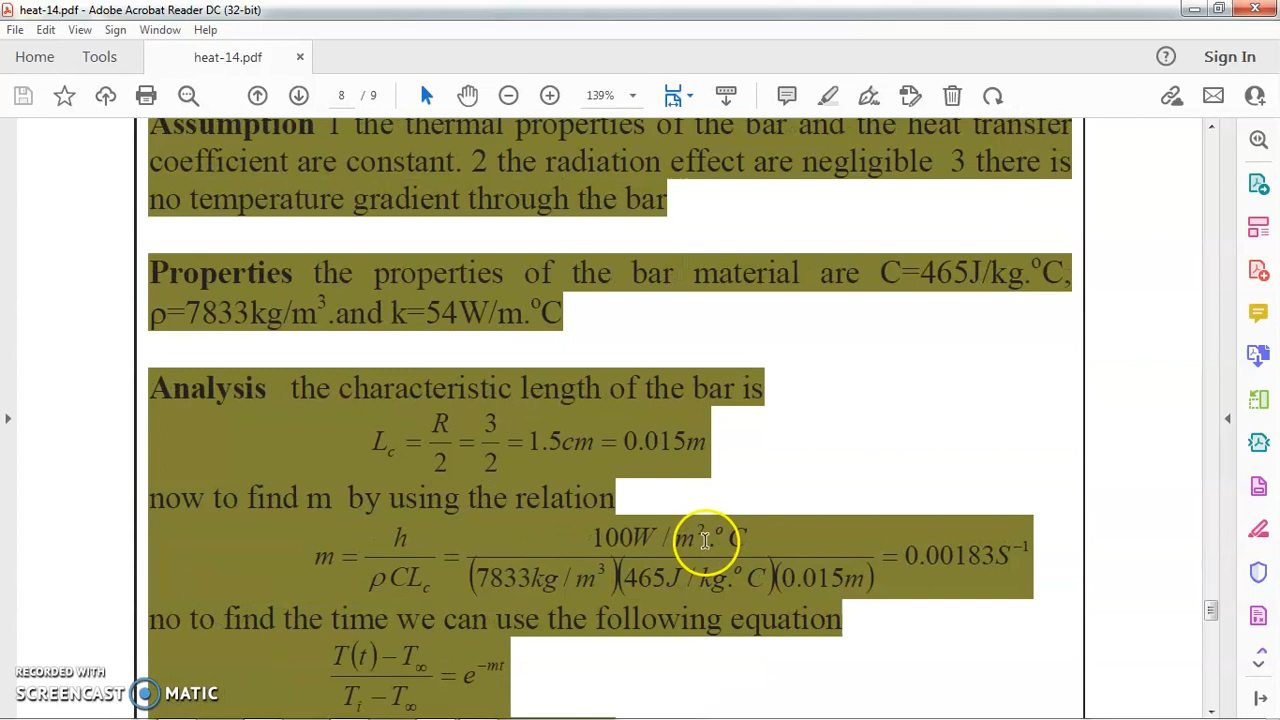 heat-14.pdf - Adobe Acrobat Reader DC (32-bit)
File Edit View Sign Window Help
Home Tools heat-14.pdf × Sign In
8 / 9 139%
Assumption 1 the thermal properties of the bar and the heat transfer
coefficient are constant. 2 the radiation effect are negligible 3 there is
no temperature gradient through the bar
Properties the properties of the bar material are C=465J/kg.°C,
ρ=7833kg/m³.and k=54W/m.°C
Analysis the characteristic length of the bar is
L_c = R/2 = 3/2 = 1.5cm = 0.015m
now to find m by using the relation
m = h/(ρCL_c) = 100W/m².°C/((7833kg/m³)(465J/kg.°C)(0.015m)) = 0.00183S⁻¹
no to find the time we can use the following equation
(T(t)−T∞)/(T_i−T∞) = e^(−mt)
RECORDED WITH
SCREENCAST MATIC